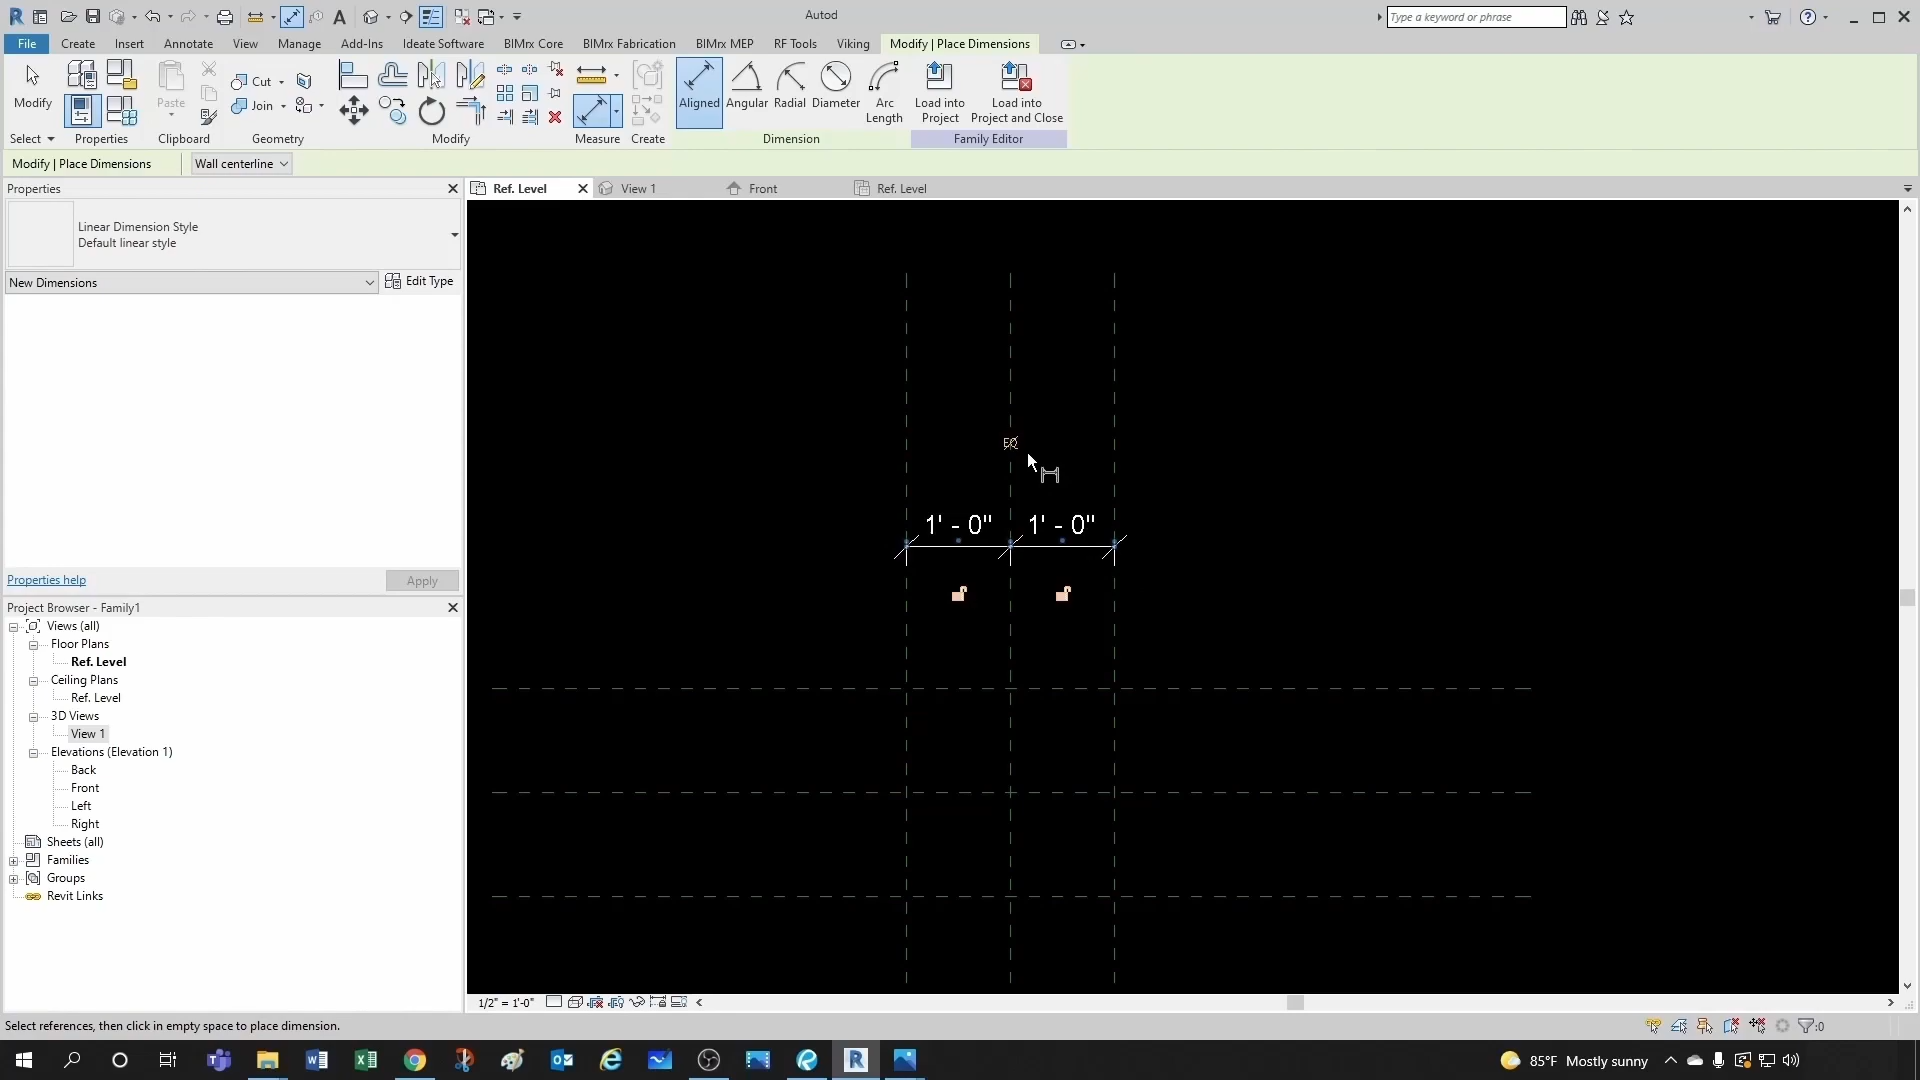 Autod
Type a keyword or phrase
File Create Insert Annotate View Manage Add-Ins Ideate Software BIMrx Core BIMrx Fabrication BIMrx MEP RF Tools Viking Modify | Place Dimensions
Modify
Paste
Cut
Join
Aligned Angular Radial Diameter Arc Length Load into Project Load into Project and Close
Select Properties Clipboard Geometry Modify Measure Create Dimension Family Editor
Modify | Place Dimensions Wall centerline
Properties
Ref. Level View 1 Front Ref. Level
Linear Dimension Style
Default linear style
New Dimensions Edit Type
EQ
1' - 0" 1' - 0"
Properties help Apply
Project Browser - Family1
Views (all)
Floor Plans
Ref. Level
Ceiling Plans
Ref. Level
3D Views
View 1
Elevations (Elevation 1)
Back
Front
Left
Right
Sheets (all)
Families
Groups
Revit Links
1/2" = 1'-0"
Select references, then click in empty space to place dimension.
:0
85°F Mostly sunny